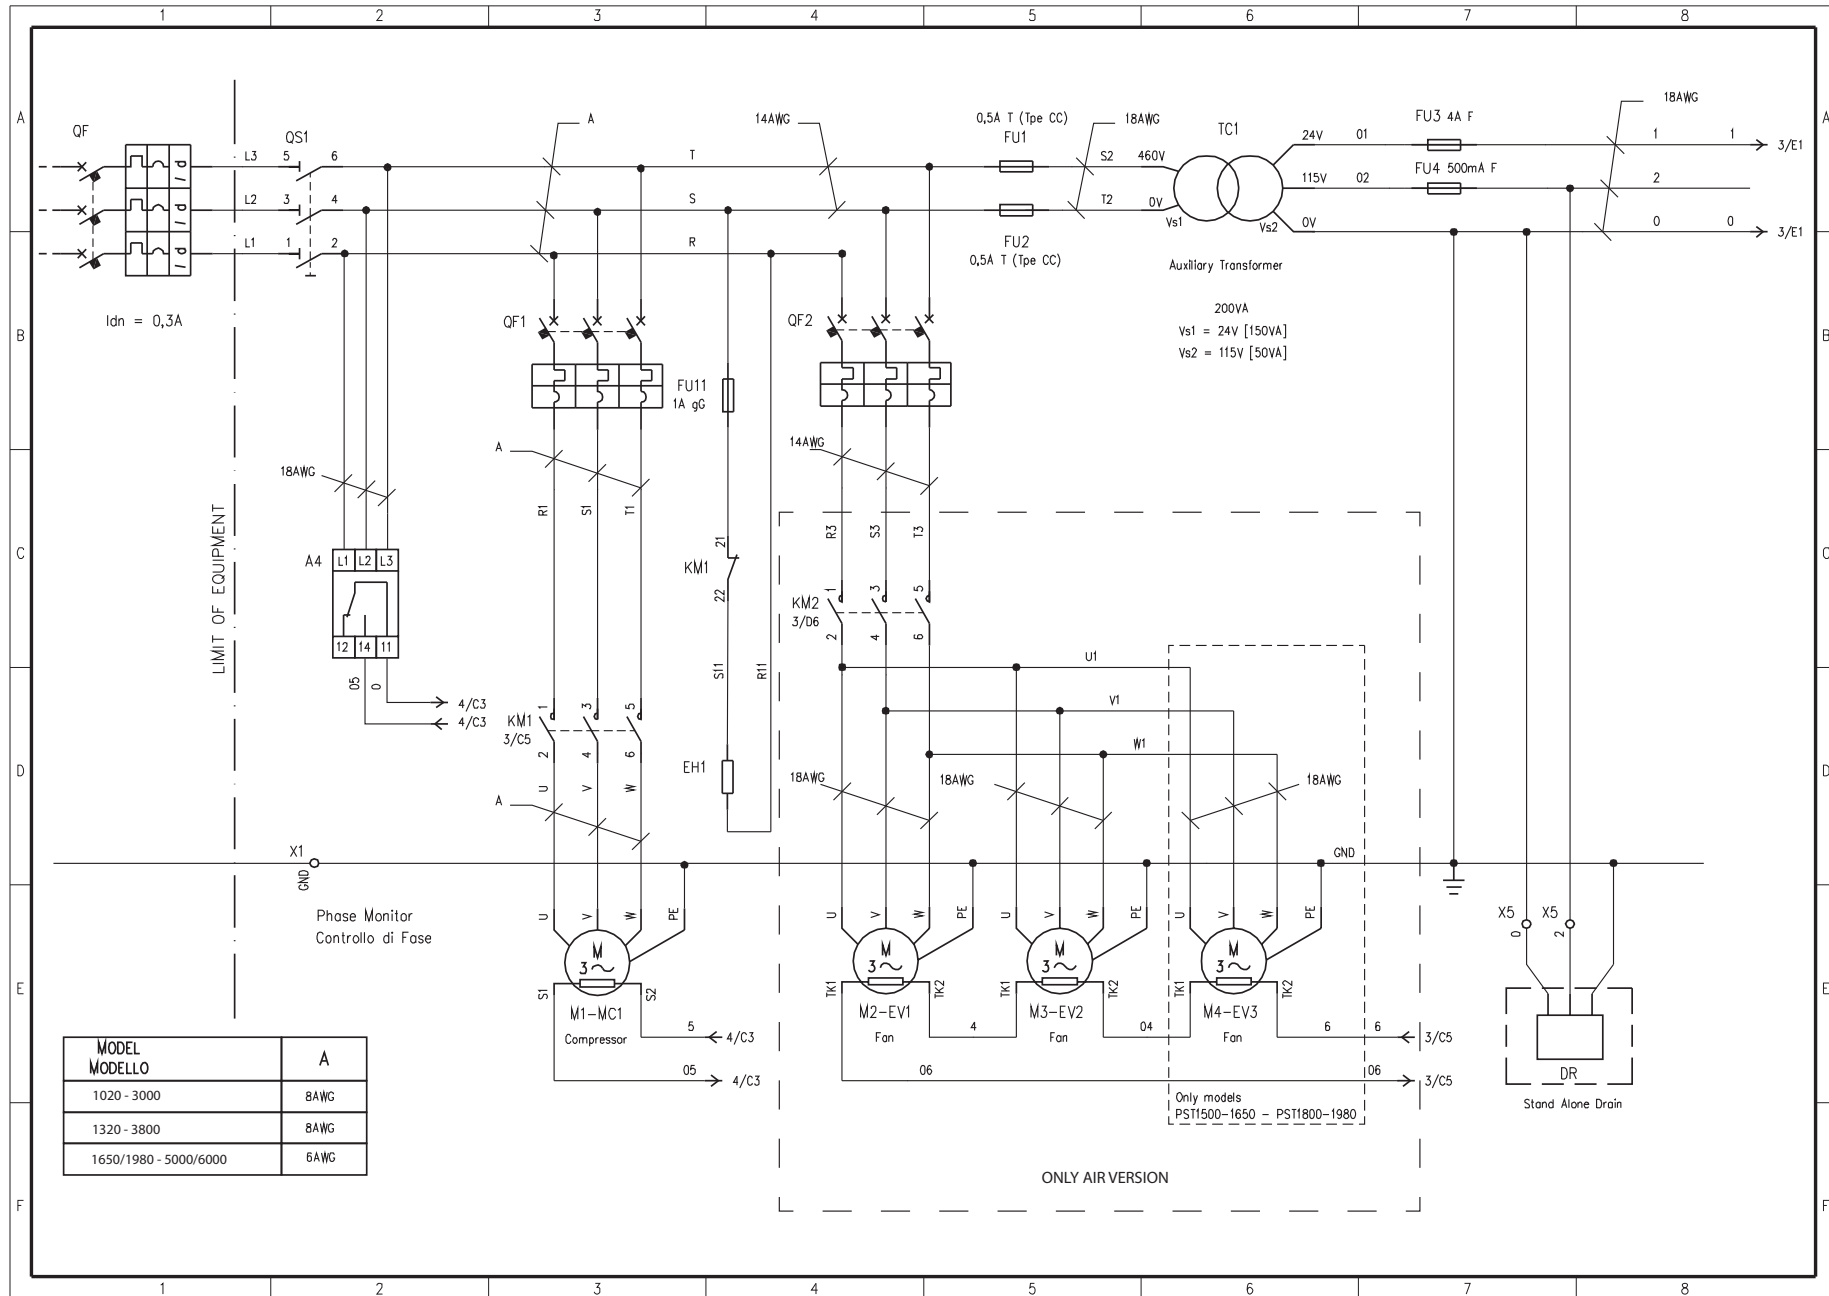 1 2 3 4 5 6 7 8
A A
B B
C C
D D
E E
F F
QF
Idn = 0,3A
I d
I d
I d
LIMIT OF EQUIPMENT
L3 5 QS1 6
L2 3 4
L1 1 2
A
T
S
R
14AWG
0,5A T (Tpe CC)
FU1
18AWG
S2 460V
T2 0V
FU2
0,5A T (Tpe CC)
TC1
Vs1
Vs2
24V 01
115V 02
0V
Auxiliary Transformer
200VA
Vs1 = 24V [150VA]
Vs2 = 115V [50VA]
FU3 4A F
FU4 500mA F
18AWG
1 1 3/E1
2
0 0 3/E1
18AWG
A4
L1 L2 L3
12 14 11
05 0
4/C3
4/C3
QF1
A
R1 S1 T1
KM1
3/C5
1 3 5
2 4 6
U V W
A
FU11
1A gG
KM1
21
22
S11
R11
EH1
QF2
14AWG
R3 S3 T3
KM2
3/D6
1 3 5
2 4 6
U1
V1
W1
18AWG
18AWG
18AWG
X1
GND
GND
Phase Monitor
Controllo di Fase
U V W PE
M
3
S1 S2
M1-MC1
Compressor
5 4/C3
05 4/C3
U V W PE
M
3
TK1 TK2
M2-EV1
Fan
4
U V W PE
M
3
TK1 TK2
M3-EV2
Fan
04
U V W PE
M
3
TK1 TK2
M4-EV3
Fan
6 6 3/C5
06 06 3/C5
Only models
PST1500-1650 - PST1800-1980
ONLY AIR VERSION
X5 X5
0 2
DR
Stand Alone Drain
MODEL
MODELLO
A
1020 - 3000 8AWG
1320 - 3800 8AWG
1650/1980 - 5000/6000 6AWG
1 2 3 4 5 6 7 8